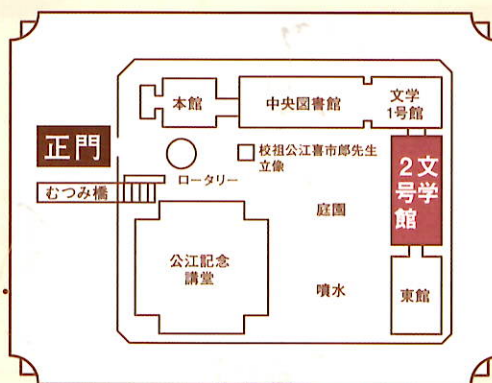 本館
中央図書館
文学
1号館
正門
ロータリー
校祖公江喜市郎先生
立像
むつみ橋
文学
2号館
庭園
公江記念
講堂
噴水
東館